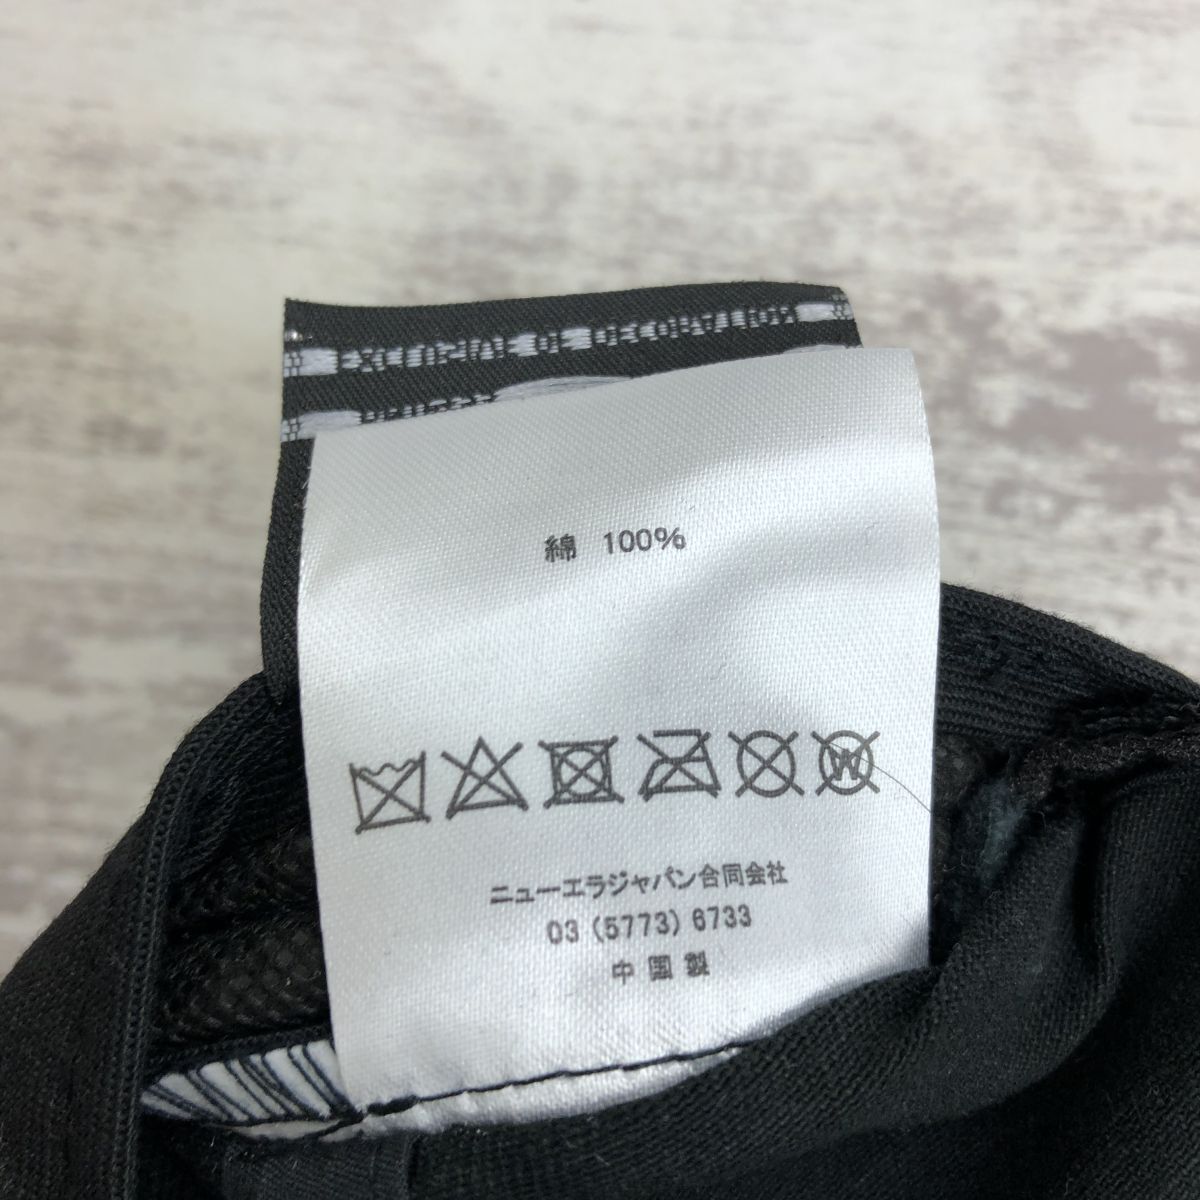 綿 100%
W
ニューエラジャパン合同会社
03 (5773) 6733
中国製